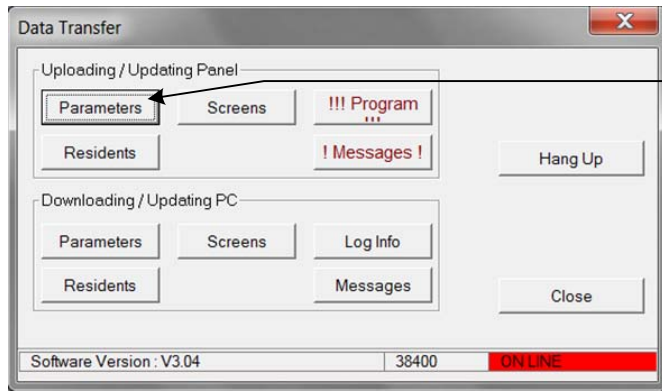 Data Transfer
X
Uploading / Updating Panel
Parameters
Screens
!!! Program
!!!
Residents
! Messages !
Hang Up
Downloading / Updating PC
Parameters
Screens
Log Info
Residents
Messages
Close
Software Version : V3.04
38400
ON LINE